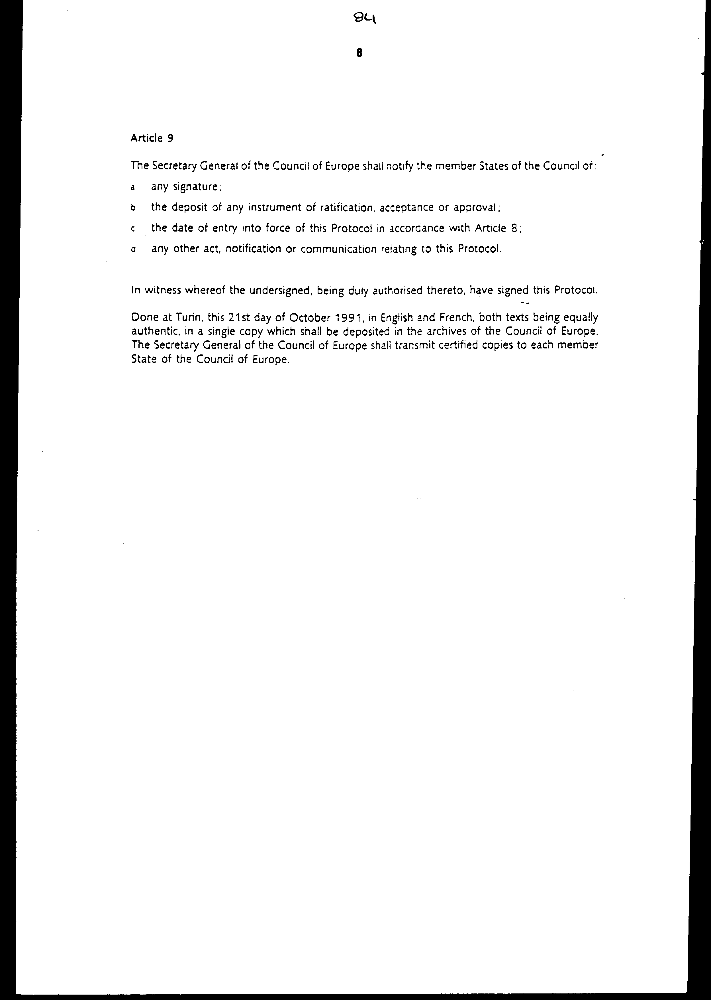 84
8
Article 9
The Secretary General of the Council of Europe shall notify the member States of the Council of:
a any signature;
b the deposit of any instrument of ratification, acceptance or approval;
c the date of entry into force of this Protocol in accordance with Article 8;
d any other act, notification or communication relating to this Protocol.
In witness whereof the undersigned, being duly authorised thereto, have signed this Protocol.
Done at Turin, this 21st day of October 1991, in English and French, both texts being equally
authentic, in a single copy which shall be deposited in the archives of the Council of Europe.
The Secretary General of the Council of Europe shall transmit certified copies to each member
State of the Council of Europe.